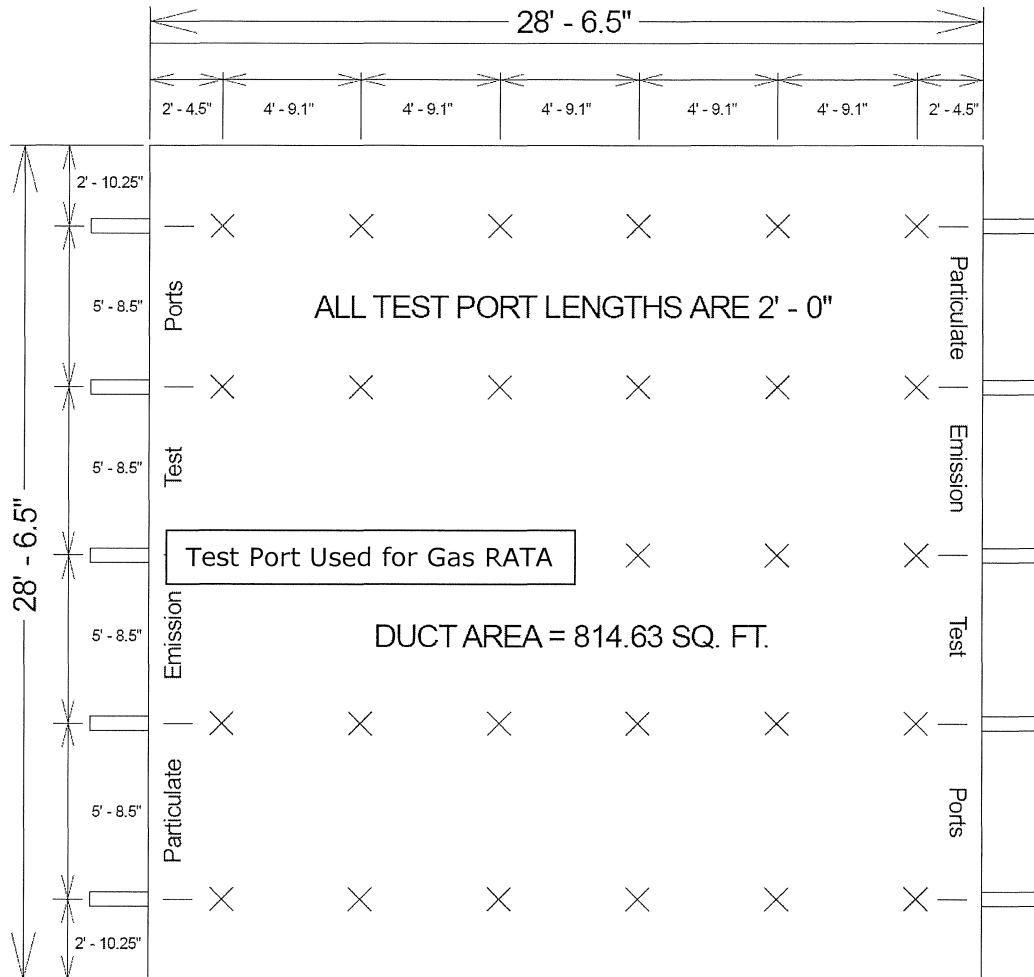 28' - 6.5"
2' - 4.5" 4' - 9.1" 4' - 9.1" 4' - 9.1" 4' - 9.1" 4' - 9.1" 2' - 4.5"
2' - 10.25"
5' - 8.5"
5' - 8.5"
5' - 8.5"
5' - 8.5"
2' - 10.25"
28' - 6.5"
Particulate Emission Test Ports
ALL TEST PORT LENGTHS ARE 2' - 0"
Test Port Used for Gas RATA
DUCT AREA = 814.63 SQ. FT.
Particulate Emission Test Ports